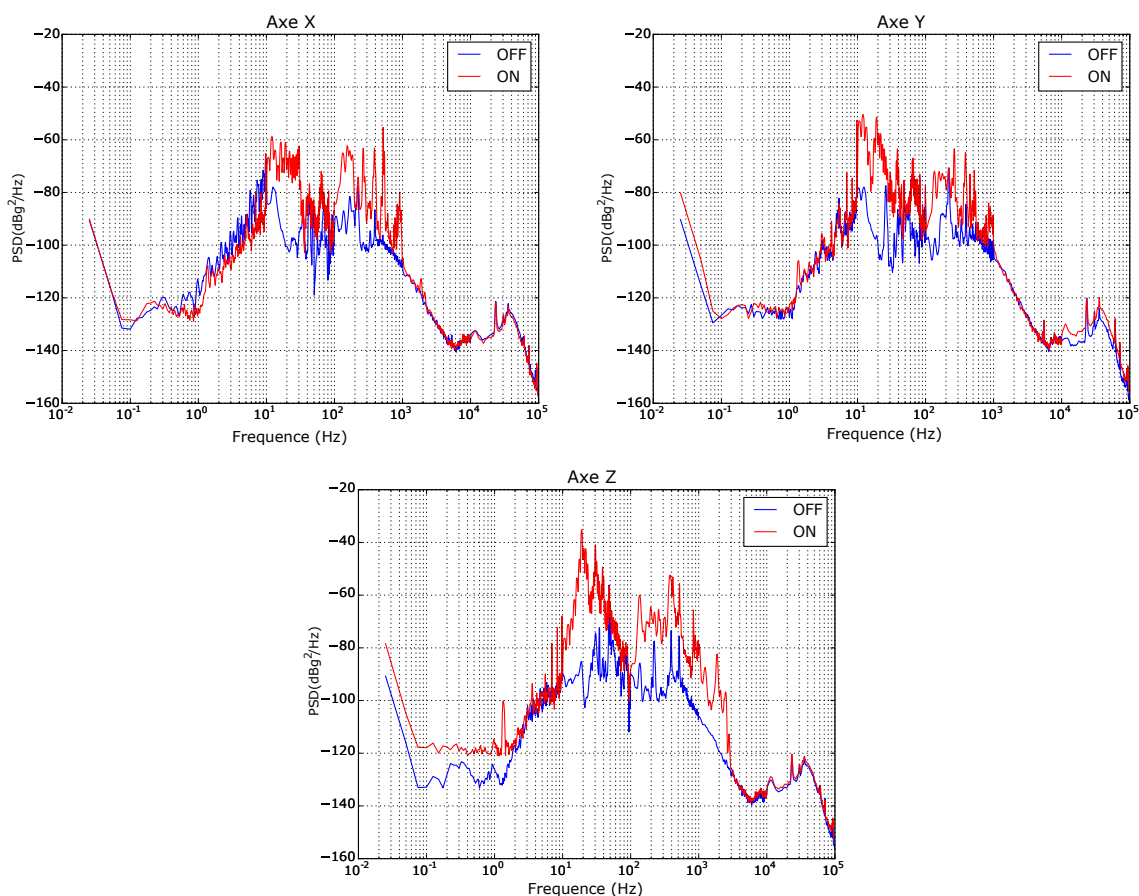 Axe X
−20
−40
−60
−80
−100
−120
−140
−160
PSD(dBg²/Hz)
OFF
ON
10⁻² 10⁻¹ 10⁰ 10¹ 10² 10³ 10⁴ 10⁵
Frequence (Hz)
Axe Y
−20
−40
−60
−80
−100
−120
−140
−160
PSD(dBg²/Hz)
OFF
ON
10⁻² 10⁻¹ 10⁰ 10¹ 10² 10³ 10⁴ 10⁵
Frequence (Hz)
Axe Z
−20
−40
−60
−80
−100
−120
−140
−160
PSD(dBg²/Hz)
OFF
ON
10⁻² 10⁻¹ 10⁰ 10¹ 10² 10³ 10⁴ 10⁵
Frequence (Hz)